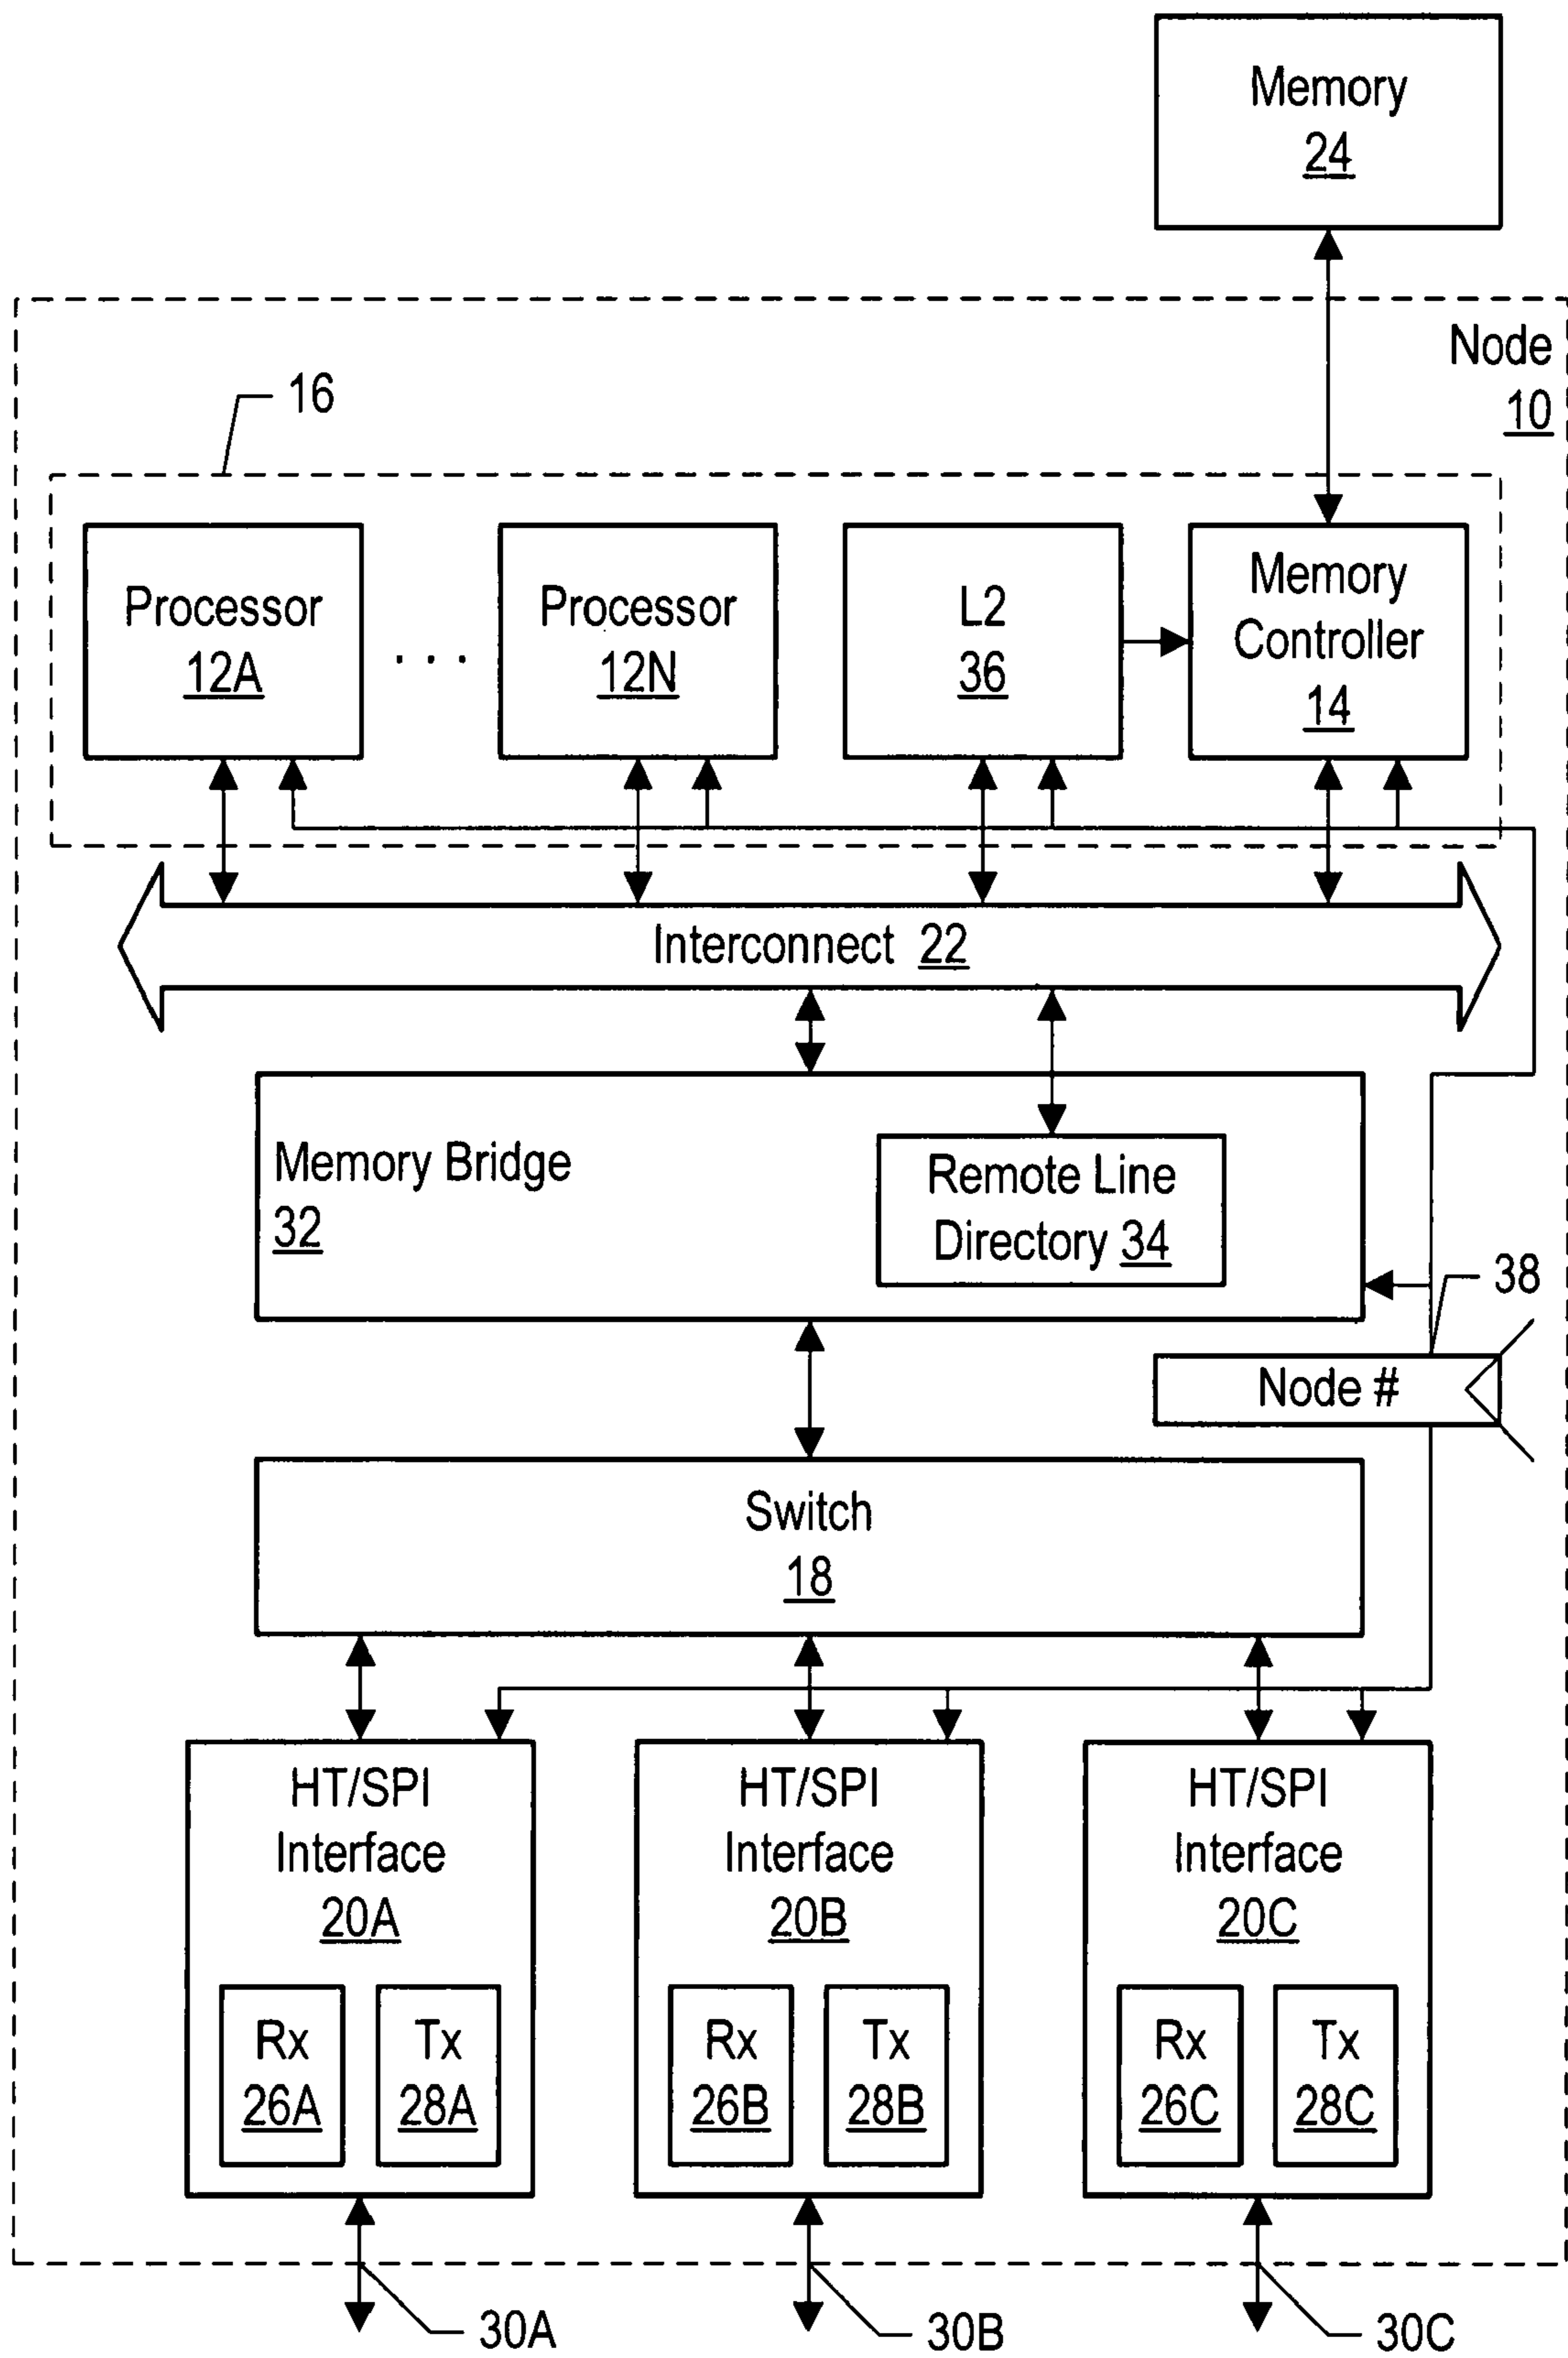 Memory
24
Node
10
16
Processor
12A
. . .
Processor
12N
L2
36
Memory
Controller
14
Interconnect 22
Memory Bridge
32
Remote Line
Directory 34
38
Node #
Switch
18
HT/SPI
Interface
20A
Rx
26A
Tx
28A
HT/SPI
Interface
20B
Rx
26B
Tx
28B
HT/SPI
Interface
20C
Rx
26C
Tx
28C
30A
30B
30C